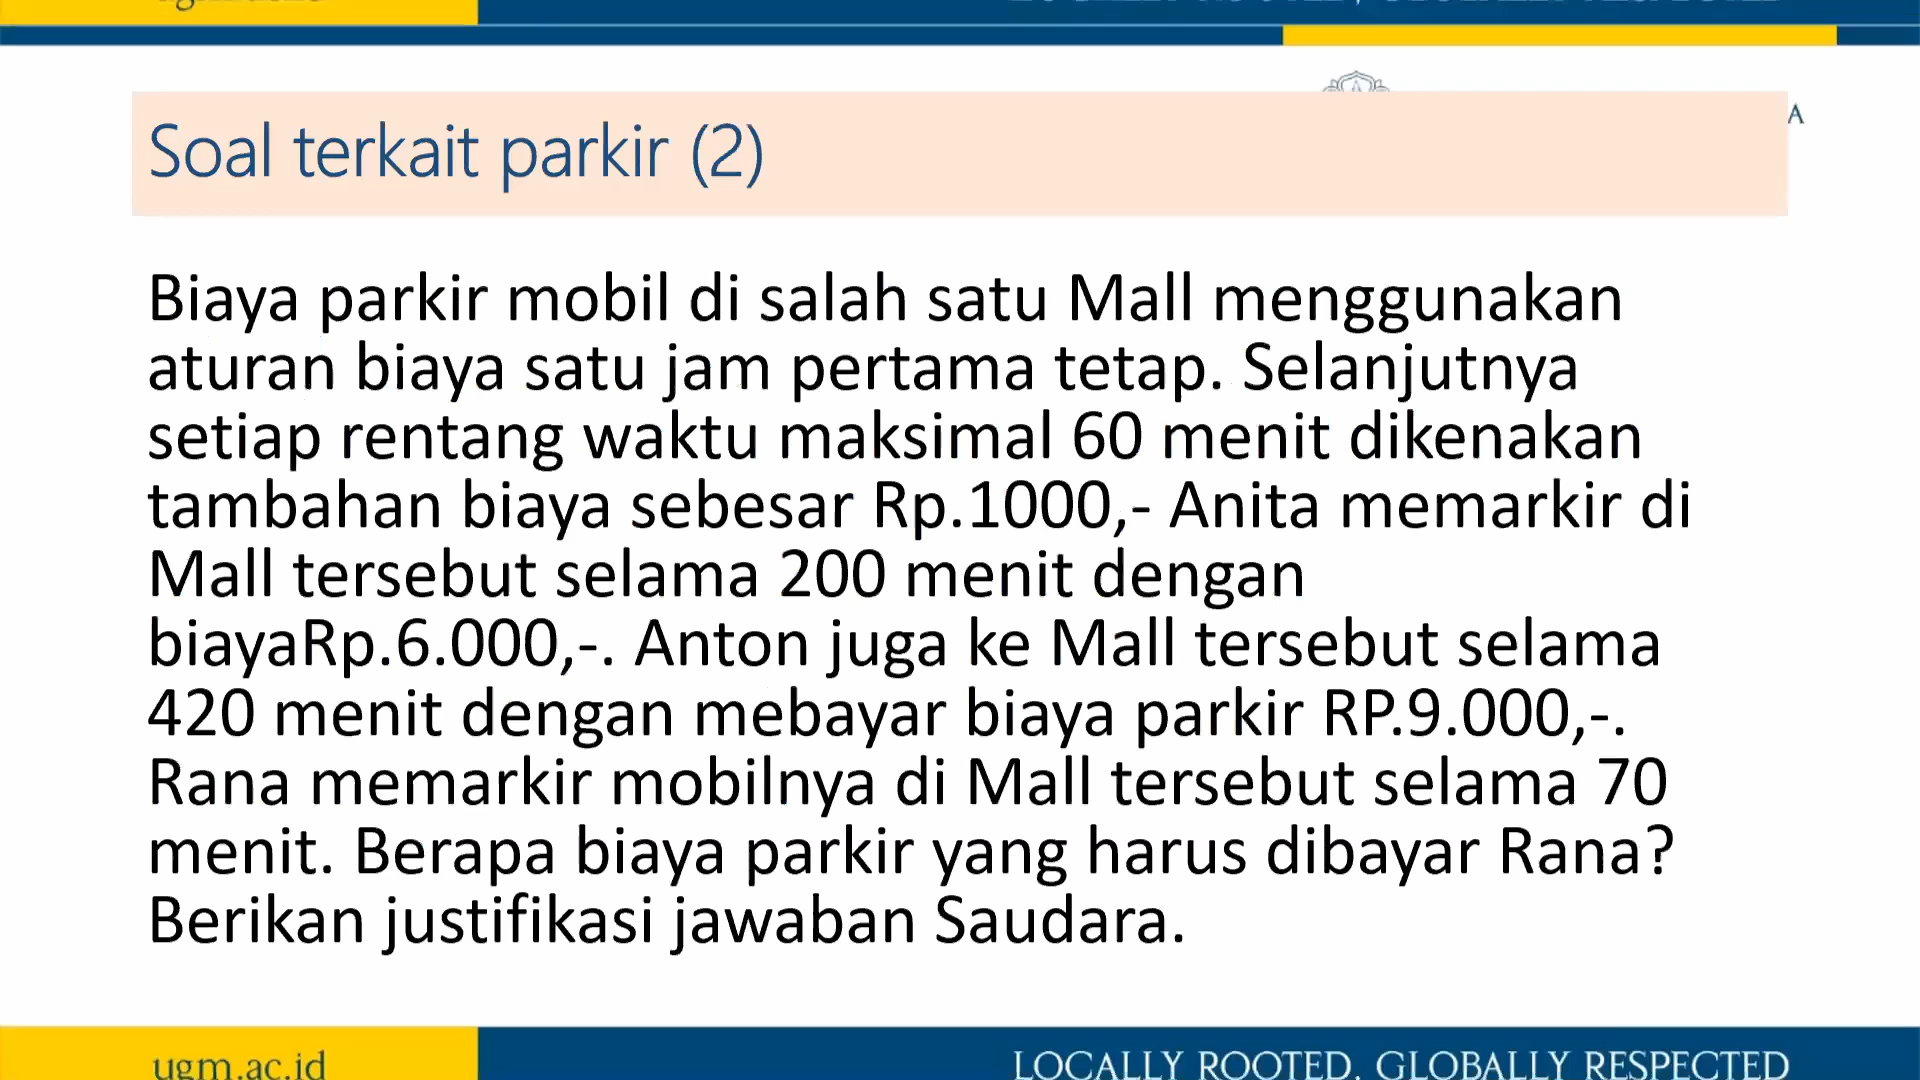 A
Soal terkait parkir (2)
Biaya parkir mobil di salah satu Mall menggunakan
aturan biaya satu jam pertama tetap. Selanjutnya
setiap rentang waktu maksimal 60 menit dikenakan
tambahan biaya sebesar Rp.1000,- Anita memarkir di
Mall tersebut selama 200 menit dengan
biayaRp.6.000,-. Anton juga ke Mall tersebut selama
420 menit dengan mebayar biaya parkir RP.9.000,-.
Rana memarkir mobilnya di Mall tersebut selama 70
menit. Berapa biaya parkir yang harus dibayar Rana?
Berikan justifikasi jawaban Saudara.
ugm.ac.id
LOCALLY ROOTED, GLOBALLY RESPECTED